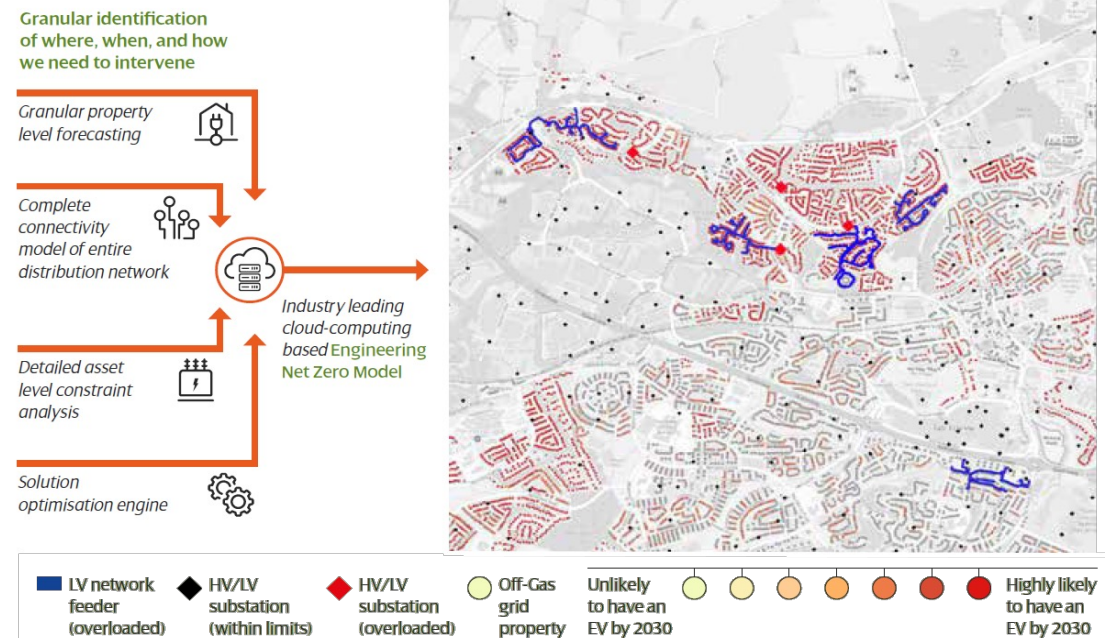 Granular identification
of where, when, and how
we need to intervene
Granular property
level forecasting
Complete
connectivity
model of entire
distribution network
Detailed asset
level constraint
analysis
Solution
optimisation engine
Industry leading
cloud-computing
based Engineering
Net Zero Model
LV network
feeder
(overloaded)
HV/LV
substation
(within limits)
HV/LV
substation
(overloaded)
Off-Gas
grid
property
Unlikely
to have an
EV by 2030
Highly likely
to have an
EV by 2030